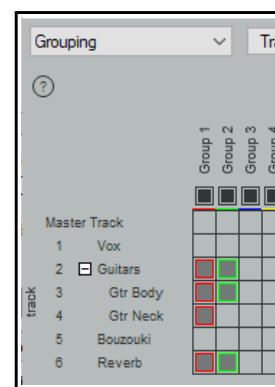 Grouping
Tra
?
Group 1
Group 2
Group 3
Group 4
Master Track
1 Vox
2 Guitars
3 Gtr Body
4 Gtr Neck
5 Bouzouki
6 Reverb
track